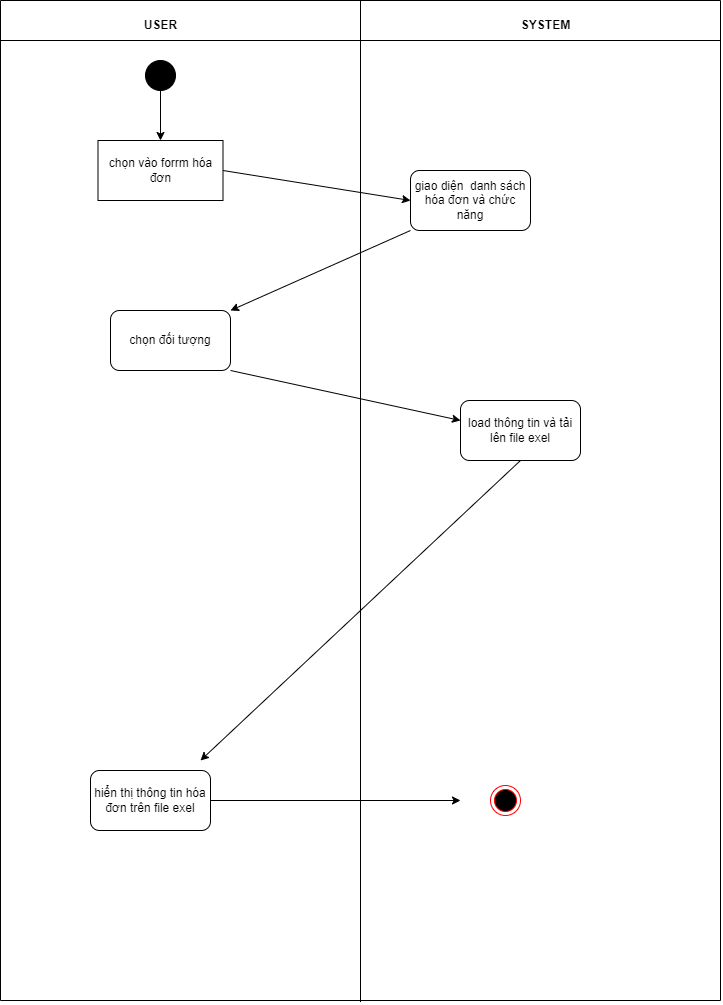 USER
SYSTEM
chọn vào forrm hóa
đơn
giao diện danh sách
hóa đơn và chức
năng
chọn đối tượng
load thông tin và tải
lên file exel
hiển thị thông tin hóa
đơn trên file exel